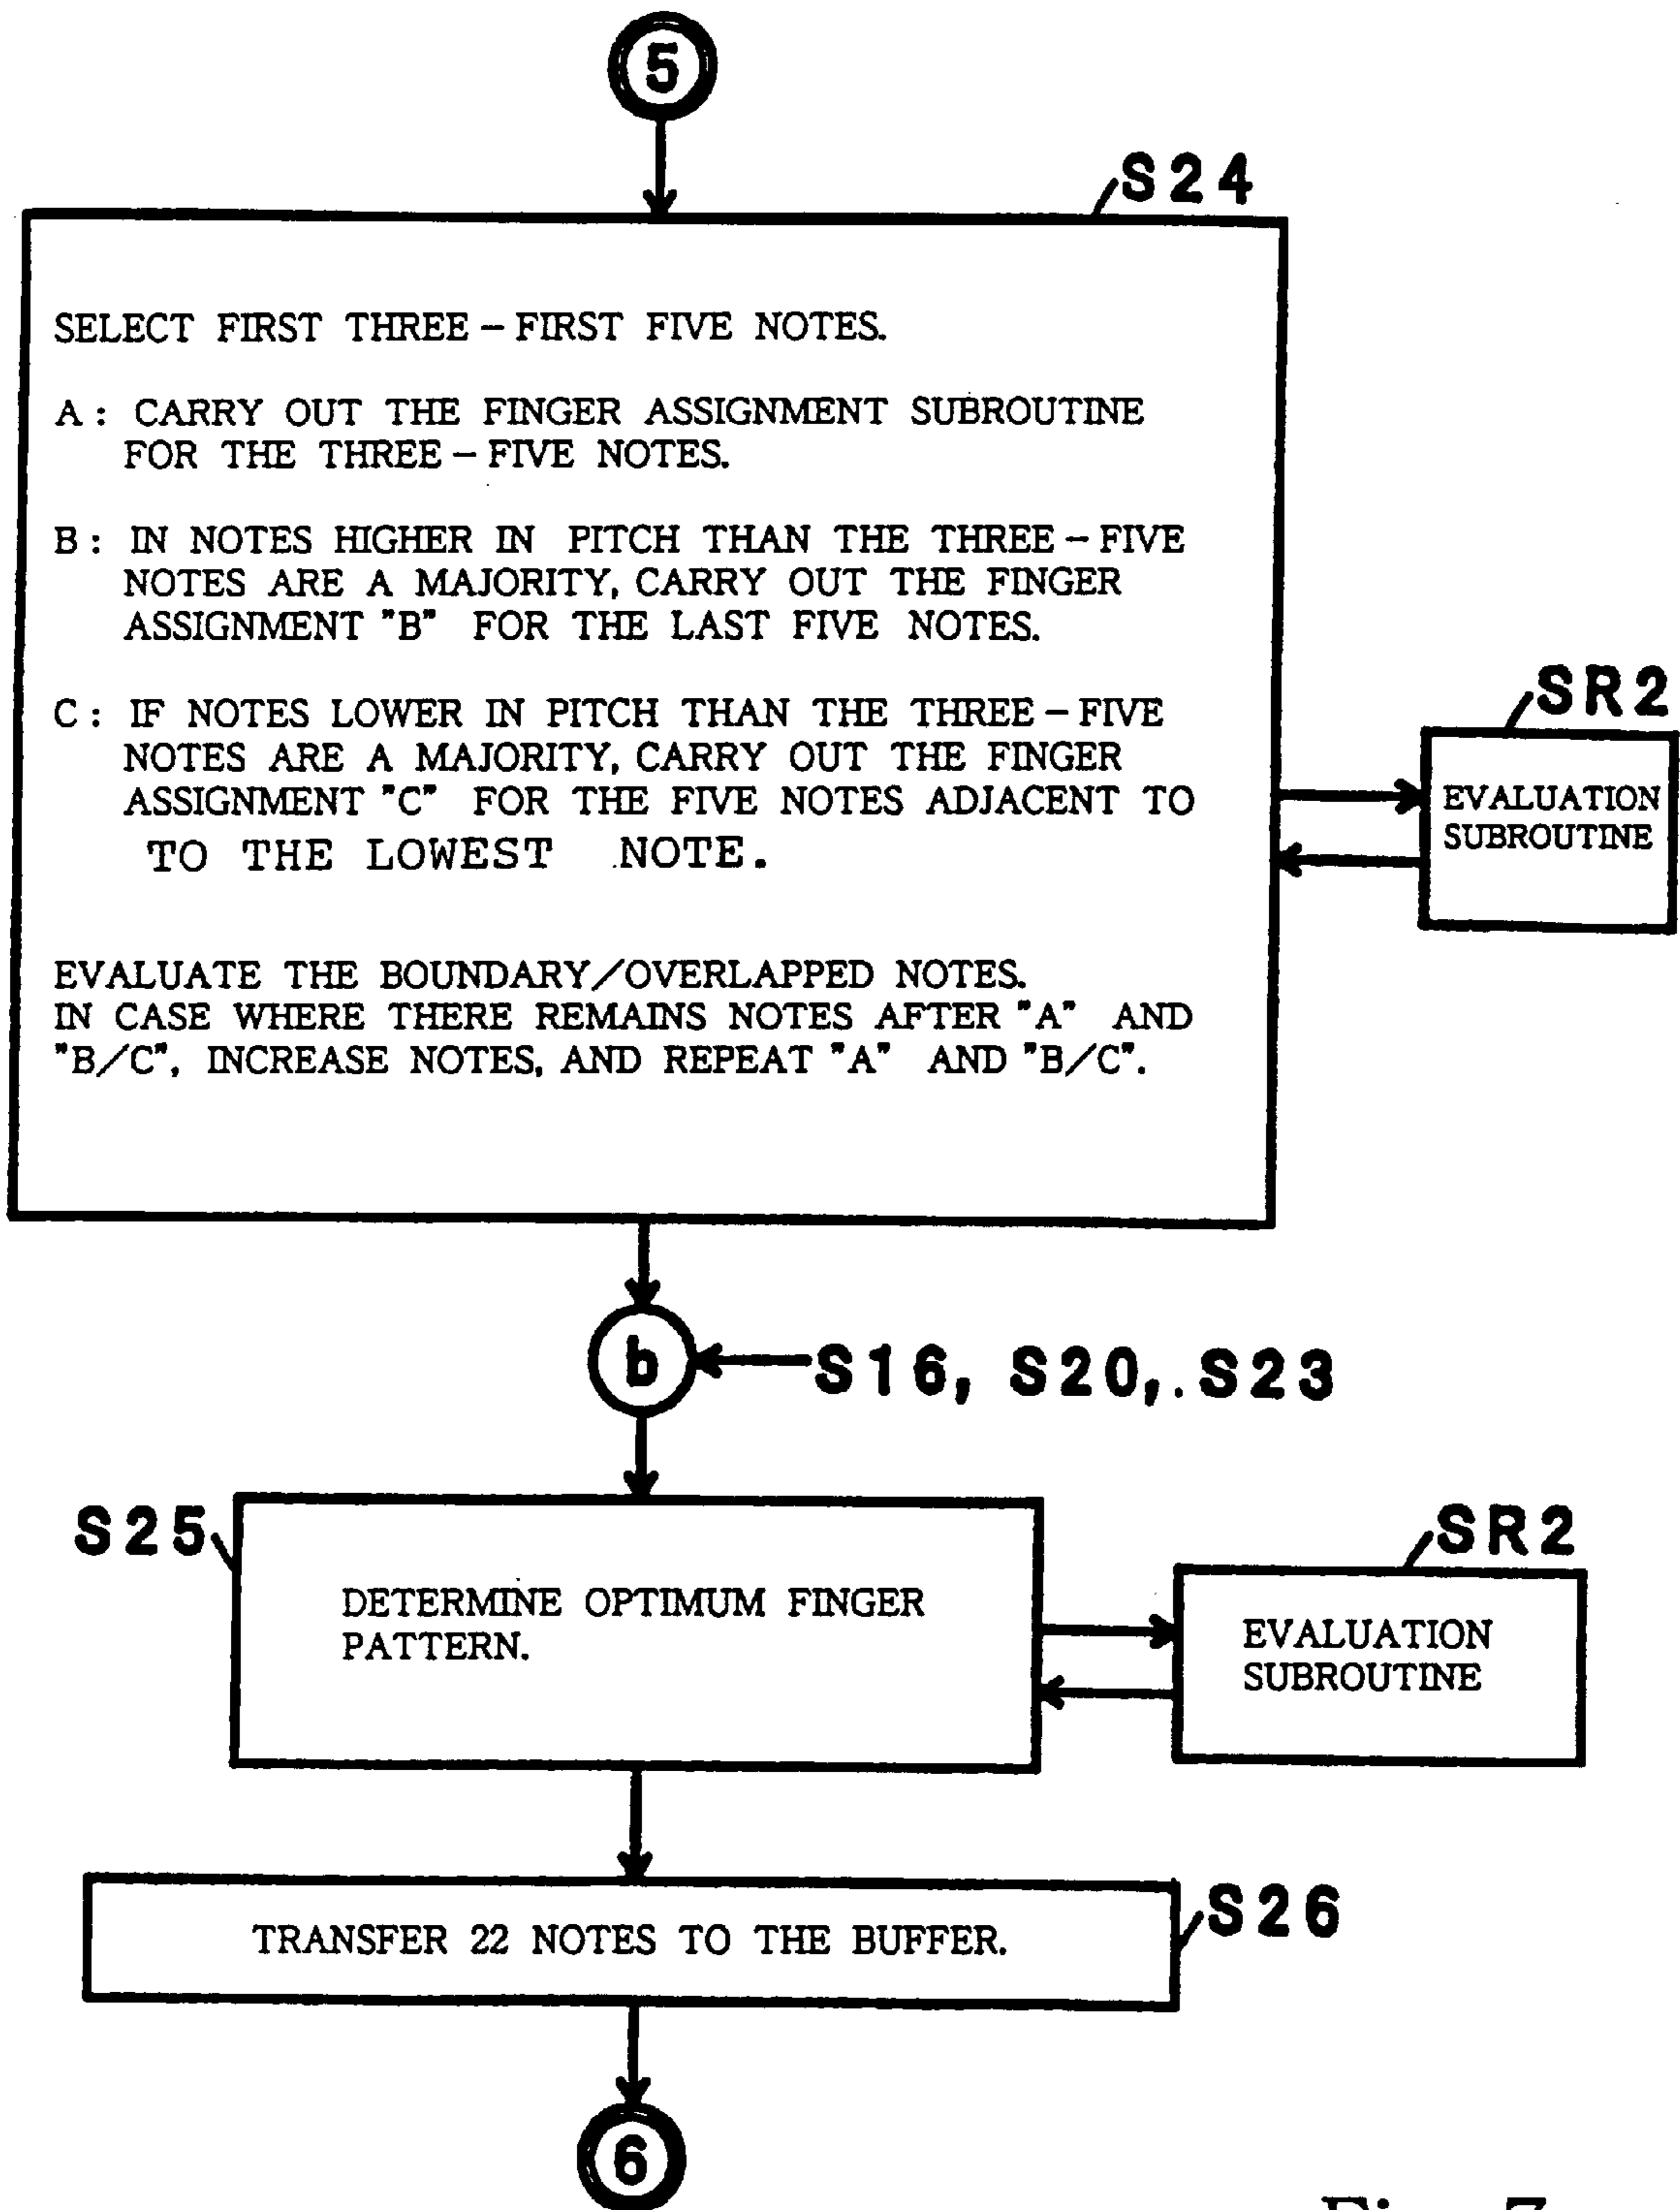 5
S24
SELECT FIRST THREE – FIRST FIVE NOTES.
A : CARRY OUT THE FINGER ASSIGNMENT SUBROUTINE
FOR THE THREE – FIVE NOTES.
B : IN NOTES HIGHER IN PITCH THAN THE THREE – FIVE
NOTES ARE A MAJORITY, CARRY OUT THE FINGER
ASSIGNMENT "B" FOR THE LAST FIVE NOTES.
C : IF NOTES LOWER IN PITCH THAN THE THREE – FIVE
NOTES ARE A MAJORITY, CARRY OUT THE FINGER
ASSIGNMENT "C" FOR THE FIVE NOTES ADJACENT TO
TO THE LOWEST NOTE.
EVALUATE THE BOUNDARY/OVERLAPPED NOTES.
IN CASE WHERE THERE REMAINS NOTES AFTER "A" AND
"B/C", INCREASE NOTES, AND REPEAT "A" AND "B/C".
SR2
EVALUATION
SUBROUTINE
b
S16, S20, S23
S25
DETERMINE OPTIMUM FINGER
PATTERN.
SR2
EVALUATION
SUBROUTINE
TRANSFER 22 NOTES TO THE BUFFER.
S26
6